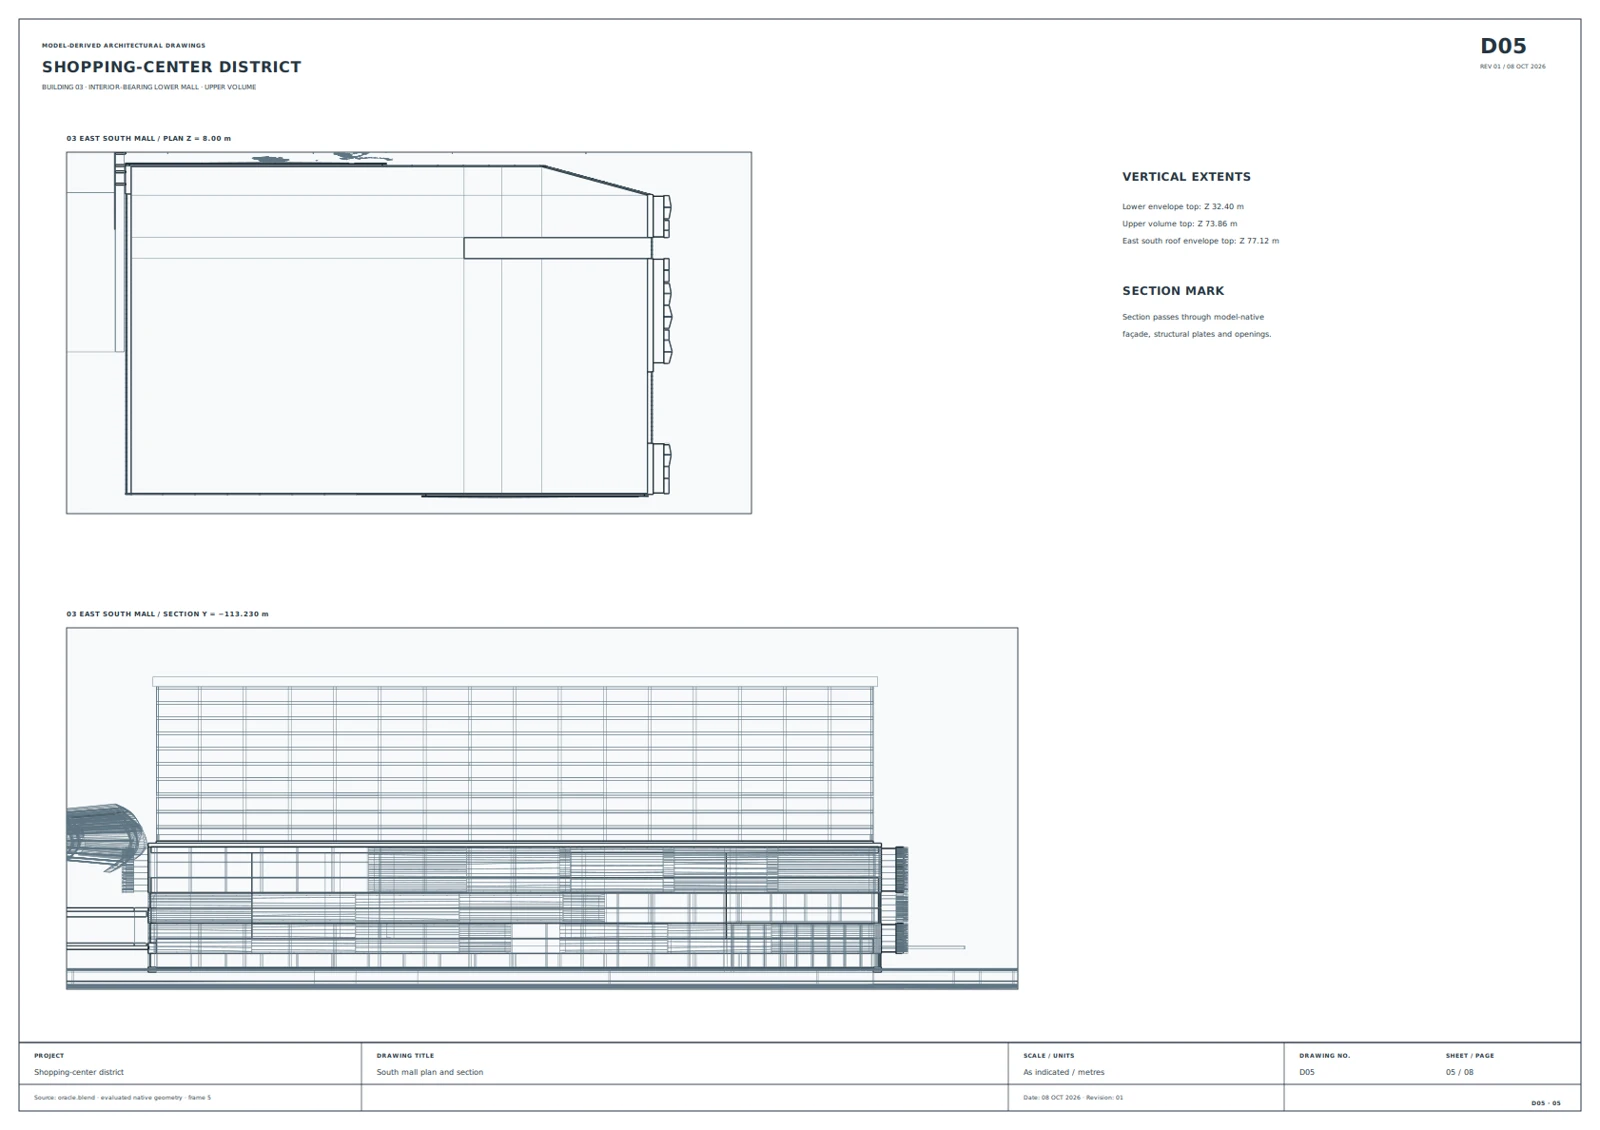 MODEL-DERIVED ARCHITECTURAL DRAWINGS
SHOPPING-CENTER DISTRICT
BUILDING 03 · INTERIOR-BEARING LOWER MALL · UPPER VOLUME
D05
REV 01 / 08 OCT 2026
03 EAST SOUTH MALL / PLAN Z = 8.00 m
VERTICAL EXTENTS
Lower envelope top: Z 32.40 m
Upper volume top: Z 73.86 m
East south roof envelope top: Z 77.12 m
SECTION MARK
Section passes through model-native
façade, structural plates and openings.
03 EAST SOUTH MALL / SECTION Y = −113.230 m
PROJECT
Shopping-center district
DRAWING TITLE
South mall plan and section
SCALE / UNITS
As indicated / metres
DRAWING NO.
D05
SHEET / PAGE
05 / 08
Source: oracle.blend · evaluated native geometry · frame 5
Date: 08 OCT 2026 · Revision: 01
D05 · 05